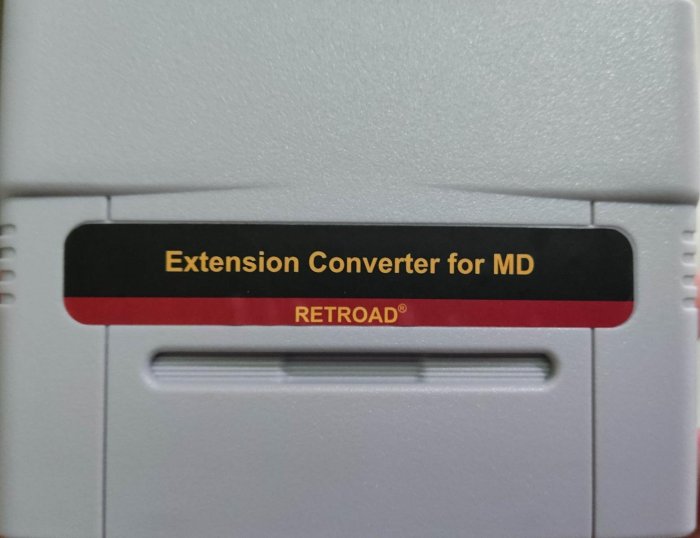 Extension Converter for MD
RETROAD®